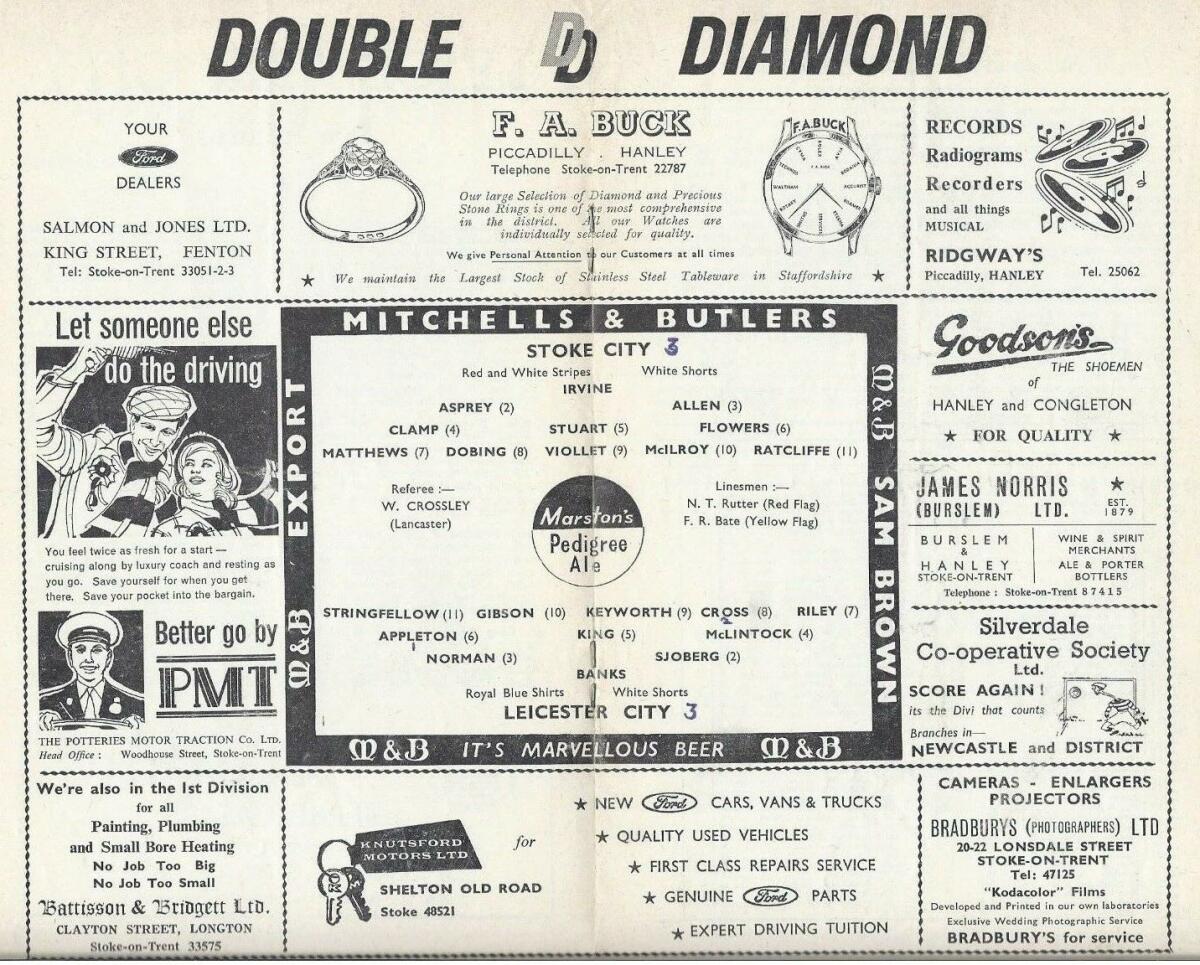 DOUBLE DD DIAMOND
YOUR
Ford
DEALERS
SALMON and JONES LTD.
KING STREET, FENTON
Tel: Stoke-on-Trent 33051-2-3
F. A. BUCK
PICCADILLY . HANLEY
Telephone Stoke-on-Trent 22787
Our large Selection of Diamond and Precious
Stone Rings is one of the most comprehensive
in the district. All our Watches are
individually selected for quality.
We give Personal Attention to our Customers at all times
★ We maintain the Largest Stock of Stainless Steel Tableware in Staffordshire ★
F.A.BUCK
RECORDS
Radiograms
Recorders
and all things
MUSICAL
RIDGWAY'S
Piccadilly, HANLEY Tel. 25062
Let someone else
do the driving
You feel twice as fresh for a start —
cruising along by luxury coach and resting as
you go. Save yourself for when you get
there. Save your pocket into the bargain.
Better go by
PMT
THE POTTERIES MOTOR TRACTION Co. LTD.
Head Office : Woodhouse Street, Stoke-on-Trent
MITCHELLS & BUTLERS
M&B EXPORT
STOKE CITY 3
Red and White Stripes White Shorts
IRVINE
ASPREY (2) ALLEN (3)
CLAMP (4) STUART (5) FLOWERS (6)
MATTHEWS (7) DOBING (8) VIOLLET (9) McILROY (10) RATCLIFFE (11)
Referee :—
W. CROSSLEY
(Lancaster)
Marston's
Pedigree
Ale
Linesmen :—
N. T. Rutter (Red Flag)
F. R. Bate (Yellow Flag)
STRINGFELLOW (11) GIBSON (10) KEYWORTH (9) CROSS (8) RILEY (7)
2
APPLETON (6) KING (5) McLINTOCK (4)
1
NORMAN (3) SJOBERG (2)
BANKS
Royal Blue Shirts White Shorts
LEICESTER CITY 3
M&B SAM BROWN
M&B IT'S MARVELLOUS BEER M&B
Goodson's
THE SHOEMEN
of
HANLEY and CONGLETON
★ FOR QUALITY ★
JAMES NORRIS ★
(BURSLEM) LTD. EST. 1879
BURSLEM
&
HANLEY
STOKE-ON-TRENT
WINE & SPIRIT
MERCHANTS
ALE & PORTER
BOTTLERS
Telephone : Stoke-on-Trent 87415
Silverdale
Co-operative Society
Ltd.
SCORE AGAIN!
its the Divi that counts
Branches in—
NEWCASTLE and DISTRICT
We're also in the 1st Division
for all
Painting, Plumbing
and Small Bore Heating
No Job Too Big
No Job Too Small
Battisson & Bridgett Ltd.
CLAYTON STREET, LONGTON
Stoke-on-Trent 33575
KNUTSFORD
MOTORS LTD
for
SHELTON OLD ROAD
Stoke 48521
★ NEW Ford CARS, VANS & TRUCKS
★ QUALITY USED VEHICLES
★ FIRST CLASS REPAIRS SERVICE
★ GENUINE Ford PARTS
★ EXPERT DRIVING TUITION
CAMERAS - ENLARGERS
PROJECTORS
BRADBURYS (PHOTOGRAPHERS) LTD
20-22 LONSDALE STREET
STOKE-ON-TRENT
Tel: 47125
"Kodacolor" Films
Developed and Printed in our own laboratories
Exclusive Wedding Photographic Service
BRADBURY'S for service